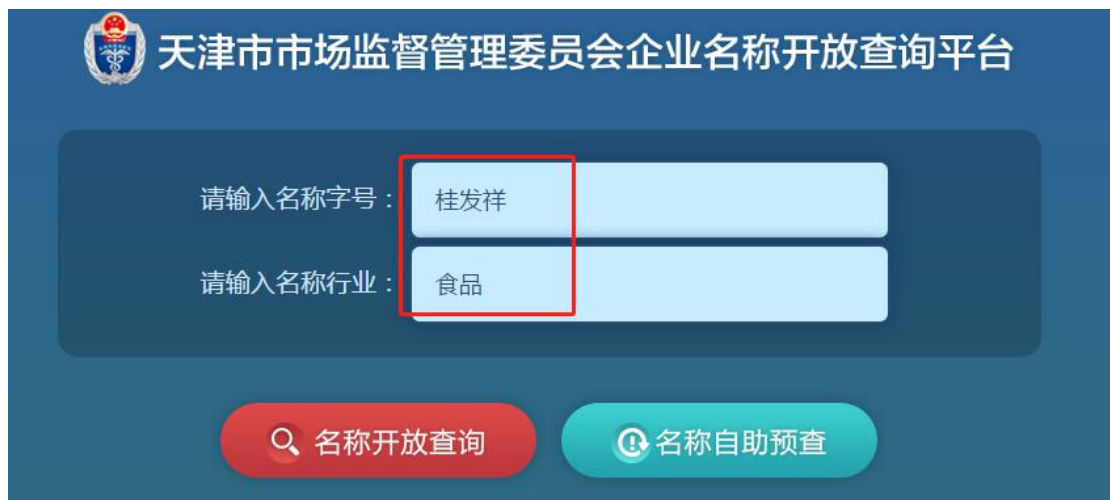 天津市市场监督管理委员会企业名称开放查询平台
请输入名称字号：
桂发祥
请输入名称行业：
食品
名称开放查询
名称自助预查